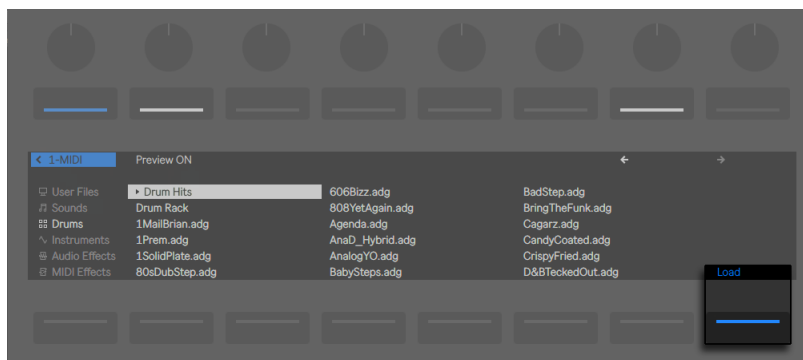 < 1-MIDI
Preview ON
User Files
Sounds
Drums
Instruments
Audio Effects
MIDI Effects
Drum Hits
Drum Rack
1MailBrian.adg
1Prem.adg
1SolidPlate.adg
80sDubStep.adg
606Bizz.adg
808YetAgain.adg
Agenda.adg
AnaD_Hybrid.adg
AnalogYO.adg
BabySteps.adg
BadStep.adg
BringTheFunk.adg
Cagarz.adg
CandyCoated.adg
CrispyFried.adg
D&BTeckedOut.adg
Load